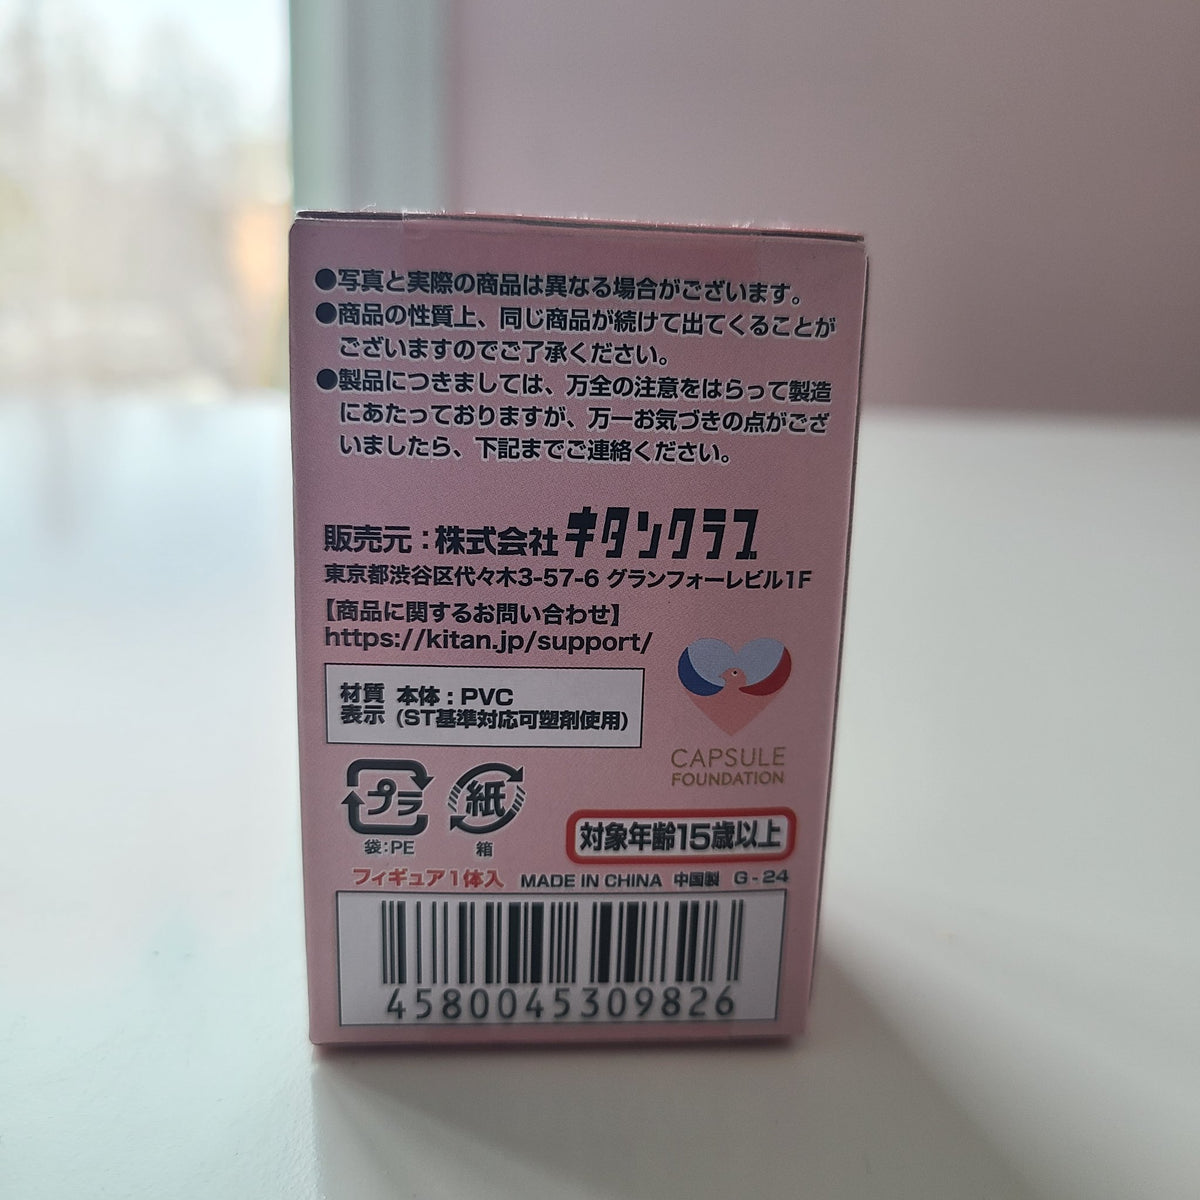 ●写真と実際の商品は異なる場合がございます。
●商品の性質上、同じ商品が続けて出てくることが
ございますのでご了承ください。
●製品につきましては、万全の注意をはらって製造
にあたっておりますが、万一お気づきの点がござ
いましたら、下記までご連絡ください。
販売元:株式会社 キタンクラブ
東京都渋谷区代々木3-57-6 グランフォーレビル1F
【商品に関するお問い合わせ】
https://kitan.jp/support/
材質 本体:PVC
表示 (ST基準対応可塑剤使用)
CAPSULE
FOUNDATION
プラ 紙
袋:PE 箱
対象年齢15歳以上
フィギュア1体入 MADE IN CHINA 中国製 G-24
4580045309826